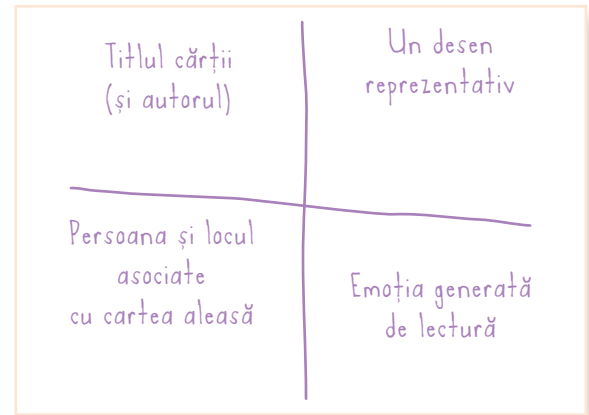 Titlul cărții
(și autorul)
Un desen
reprezentativ
Persoana și locul
asociate
cu cartea aleasă
Emoția generată
de lectură